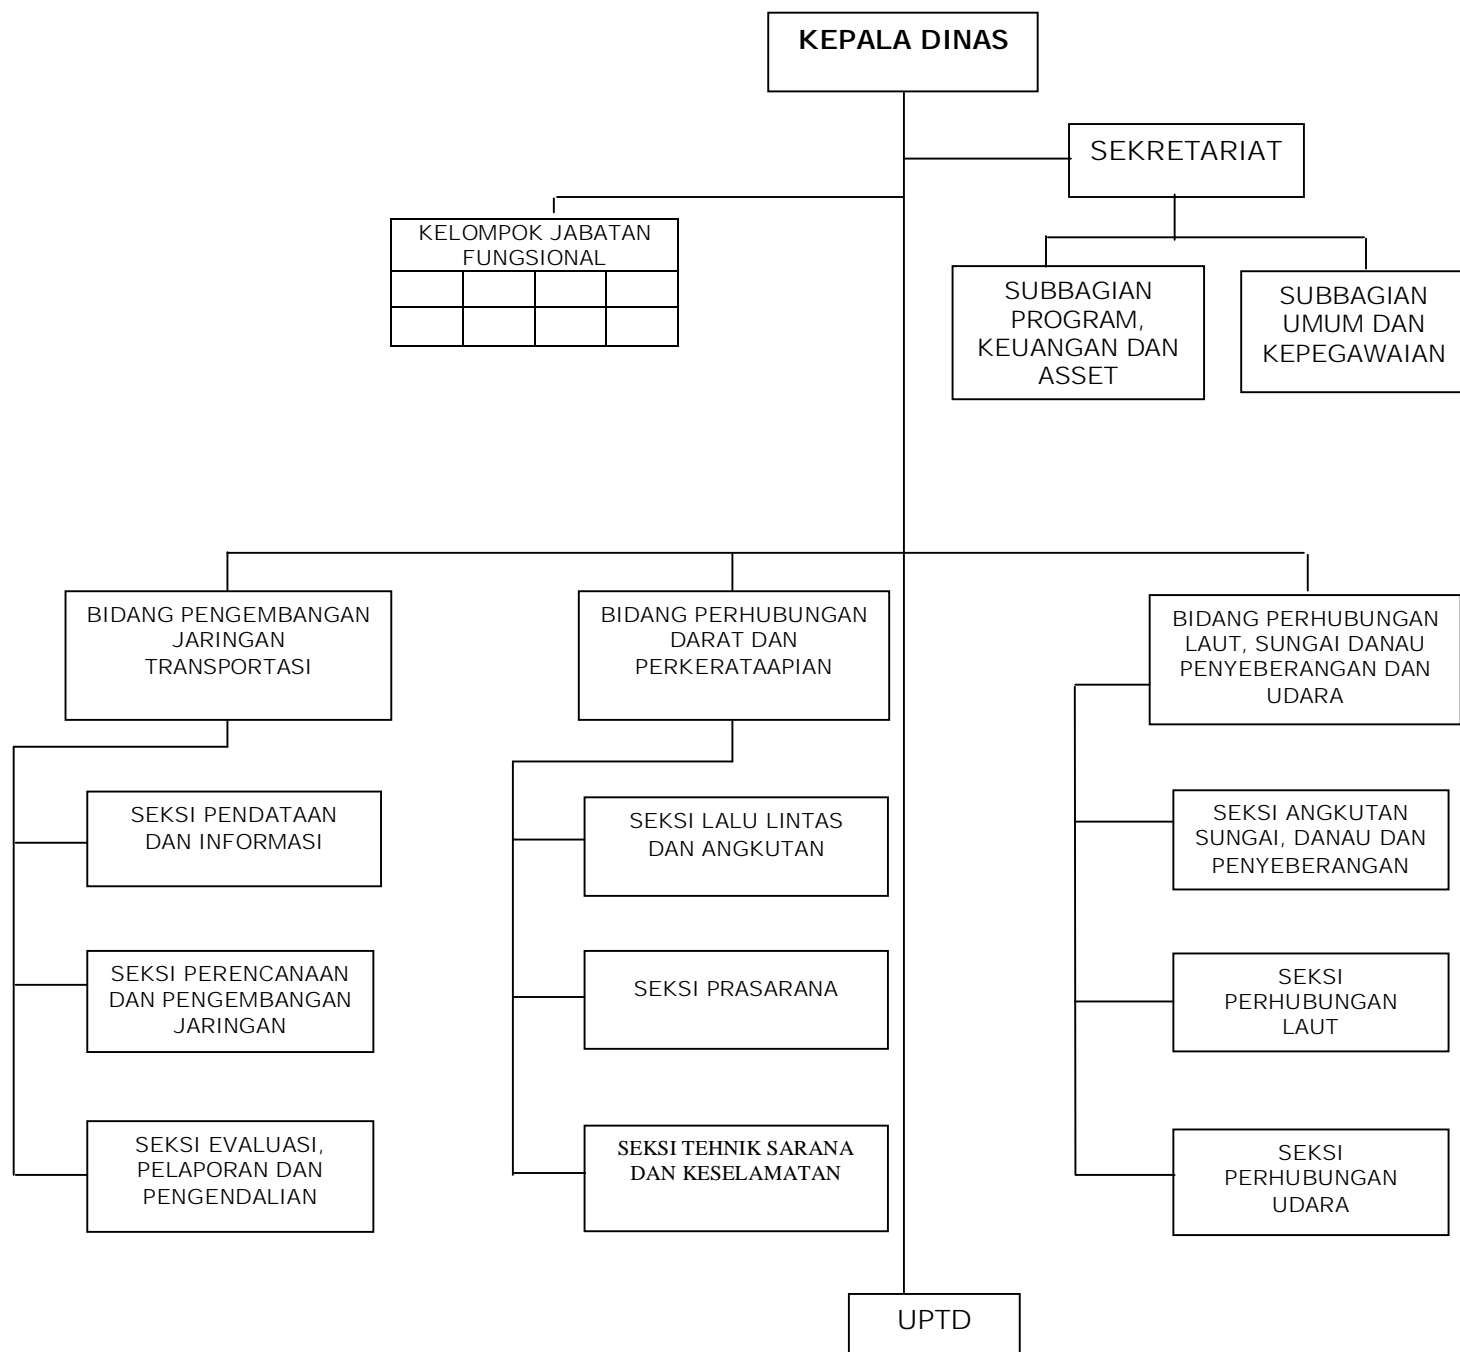 KEPALA DINAS
SEKRETARIAT
KELOMPOK JABATAN
FUNGSIONAL
SUBBAGIAN
PROGRAM,
KEUANGAN DAN
ASSET
SUBBAGIAN
UMUM DAN
KEPEGAWAIAN
BIDANG PENGEMBANGAN
JARINGAN
TRANSPORTASI
BIDANG PERHUBUNGAN
DARAT DAN
PERKERATAAPIAN
BIDANG PERHUBUNGAN
LAUT, SUNGAI DANAU
PENYEBERANGAN DAN
UDARA
SEKSI PENDATAAN
DAN INFORMASI
SEKSI LALU LINTAS
DAN ANGKUTAN
SEKSI ANGKUTAN
SUNGAI, DANAU DAN
PENYEBERANGAN
SEKSI PERENCANAAN
DAN PENGEMBANGAN
JARINGAN
SEKSI PRASARANA
SEKSI
PERHUBUNGAN
LAUT
SEKSI EVALUASI,
PELAPORAN DAN
PENGENDALIAN
SEKSI TEHNIK SARANA
DAN KESELAMATAN
SEKSI
PERHUBUNGAN
UDARA
UPTD